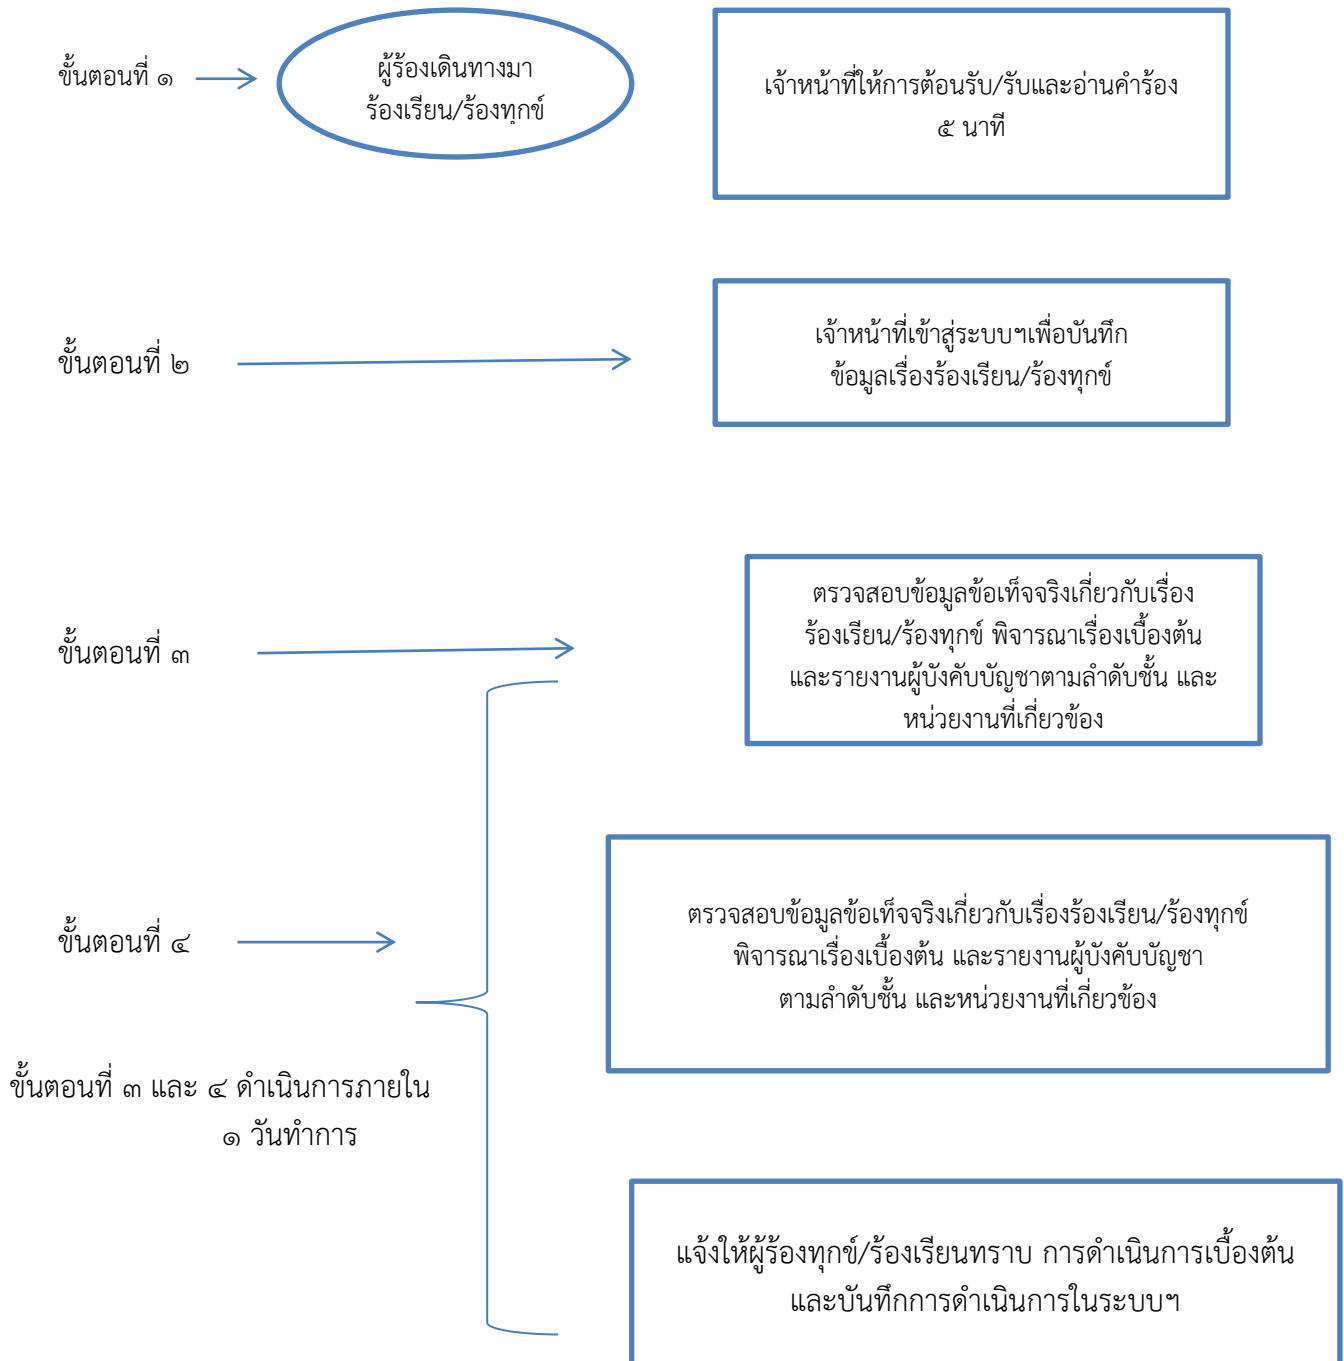 ขั้นตอนที่ ๑
ผู้ร้องเดินทางมา
ร้องเรียน/ร้องทุกข์
เจ้าหน้าที่ให้การต้อนรับ/รับและอ่านคำร้อง
๕ นาที
ขั้นตอนที่ ๒
เจ้าหน้าที่เข้าสู่ระบบฯเพื่อบันทึก
ข้อมูลเรื่องร้องเรียน/ร้องทุกข์
ขั้นตอนที่ ๓
ตรวจสอบข้อมูลข้อเท็จจริงเกี่ยวกับเรื่อง
ร้องเรียน/ร้องทุกข์ พิจารณาเรื่องเบื้องต้น
และรายงานผู้บังคับบัญชาตามลำดับชั้น และ
หน่วยงานที่เกี่ยวข้อง
ขั้นตอนที่ ๔
ตรวจสอบข้อมูลข้อเท็จจริงเกี่ยวกับเรื่องร้องเรียน/ร้องทุกข์
พิจารณาเรื่องเบื้องต้น และรายงานผู้บังคับบัญชา
ตามลำดับชั้น และหน่วยงานที่เกี่ยวข้อง
ขั้นตอนที่ ๓ และ ๔ ดำเนินการภายใน
๑ วันทำการ
แจ้งให้ผู้ร้องทุกข์/ร้องเรียนทราบ การดำเนินการเบื้องต้น
และบันทึกการดำเนินการในระบบฯ